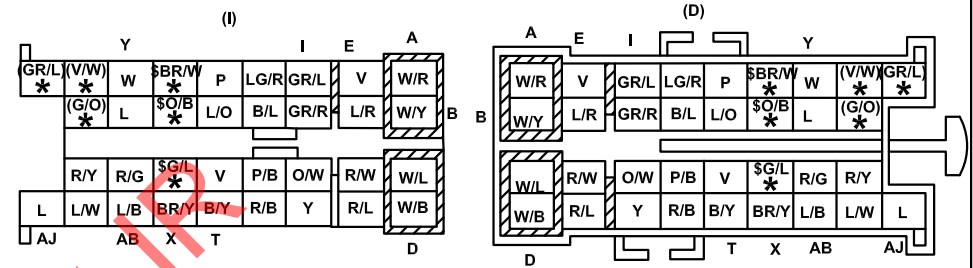 (I) (D)
Y I E A A E I Y
(GR/L) * (V/W) * W $BR/W * P LG/R GR/L V W/R W/R V GR/L LG/R P $BR/W * W (V/W) * (GR/L) *
(G/O) * L $O/B * L/O B/L GR/R L/R W/Y B B W/Y L/R GR/R B/L L/O $O/B * L (G/O) *
R/Y R/G $G/L * V P/B O/W R/W W/L W/L R/W O/W P/B V $G/L * R/G R/Y
L L/W L/B BR/Y B/Y R/B Y R/L W/B W/B R/L Y R/B B/Y BR/Y L/B L/W L
AJ AB X T D D T X AB AJ